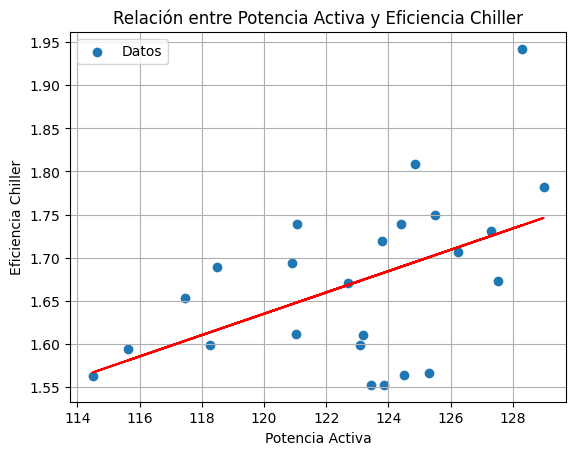 Relación entre Potencia Activa y Eficiencia Chiller
Datos
Eficiencia Chiller
1.95
1.90
1.85
1.80
1.75
1.70
1.65
1.60
1.55
114 116 118 120 122 124 126 128
Potencia Activa